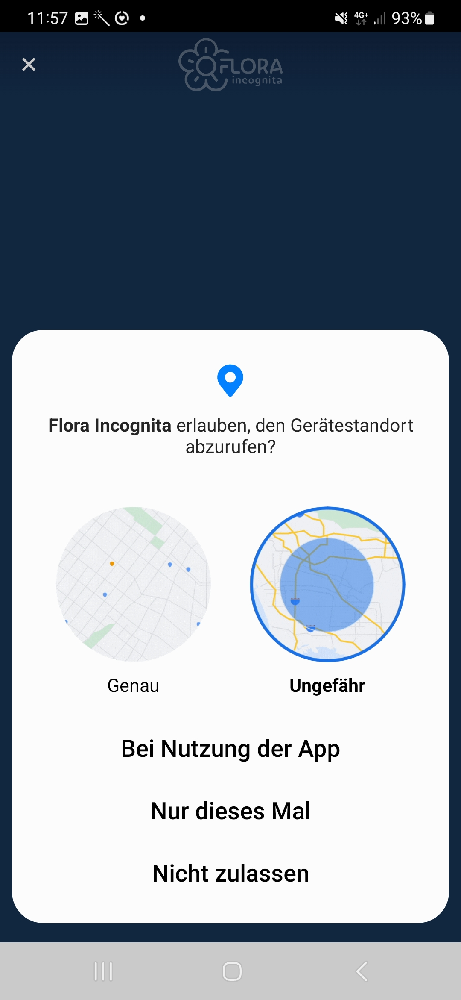 11:57
4G+
93%
FLORA
incognita
Flora Incognita erlauben, den Gerätestandort
abzurufen?
Genau
Ungefähr
Bei Nutzung der App
Nur dieses Mal
Nicht zulassen